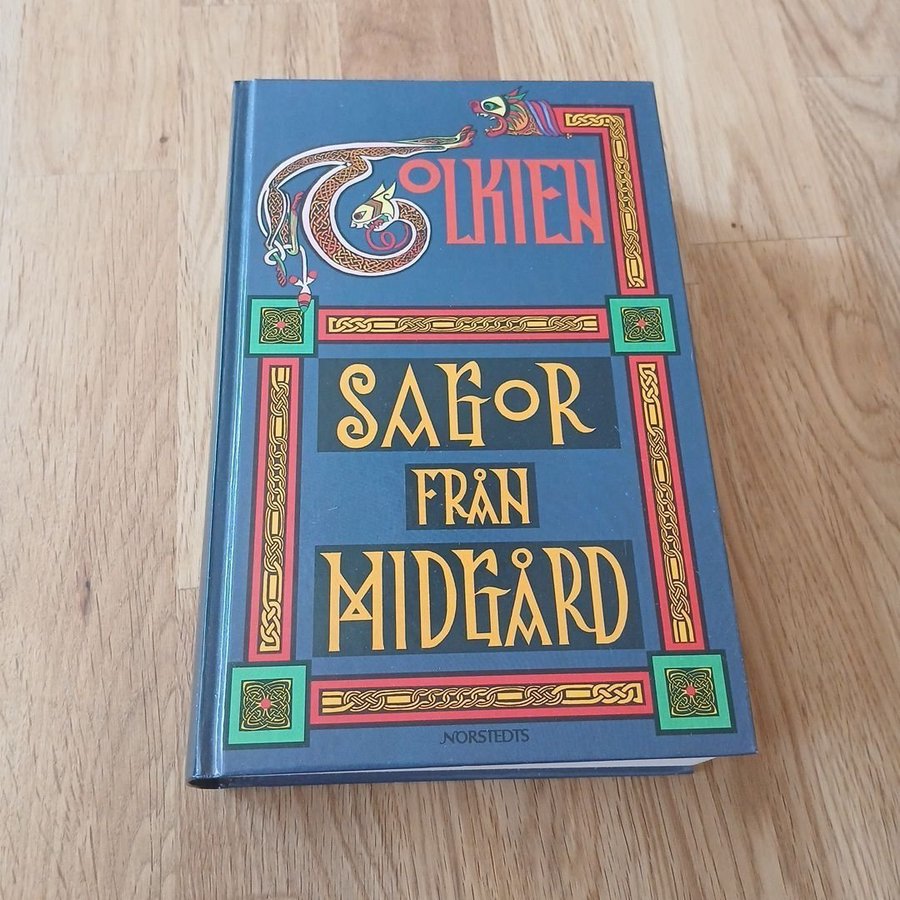 TOLKIEN
SAGOR
FRÅN
MIDGÅRD
NORSTEDTS